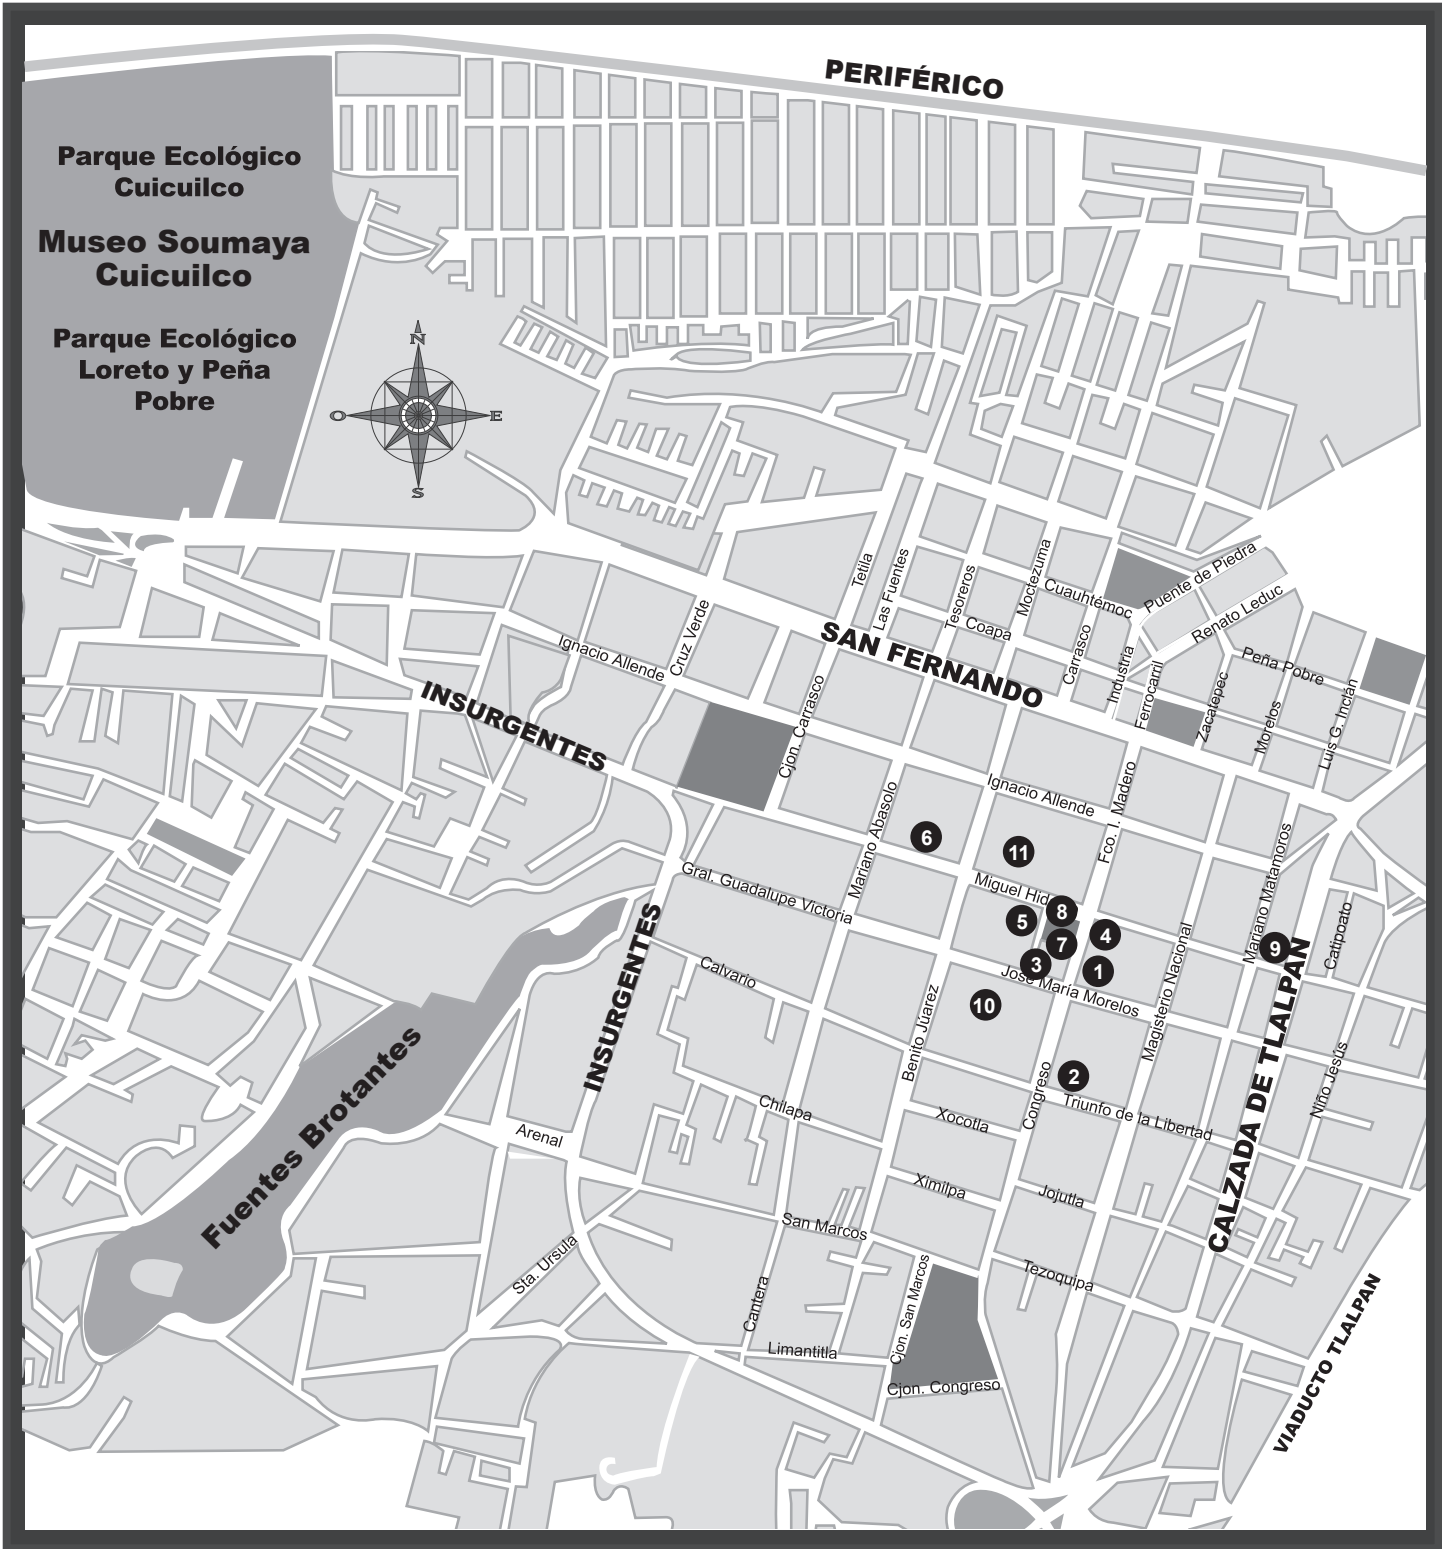 PERIFÉRICO
Parque Ecológico
Cuicuilco
Museo Soumaya
Cuicuilco
Parque Ecológico
Loreto y Peña
Pobre
N
O
E
S
Tetila
Las Fuentes
Tesoreros
Moctezuma
Cuauhtémoc
Puente de Piedra
Renato Leduc
Coapa
Carrasco
Industria
Ferrocarril
Zacatepec
Peña Pobre
Morelos
Luis G. Inclán
SAN FERNANDO
Cruz Verde
Ignacio Allende
INSURGENTES
Cjon. Carrasco
Mariano Abasolo
Ignacio Allende
Fco. I. Madero
Mariano Matamoros
6
11
Miguel Hid
8
5
7
4
3
1
9
Gral. Guadalupe Victoria
José María Morelos
Magisterio Nacional
Catipoato
INSURGENTES
Calvario
10
Benito Juárez
2
Congreso
Triunfo de la Libertad
CALZADA DE TLALPAN
Niño Jesús
Fuentes Brotantes
Chilapa
Xocotla
Arenal
Ximilpa
Jojutla
San Marcos
Sta. Ursula
Tezoquipa
Cantera
Cjon. San Marcos
Limantitla
Cjon. Congreso
VIADUCTO TLALPAN